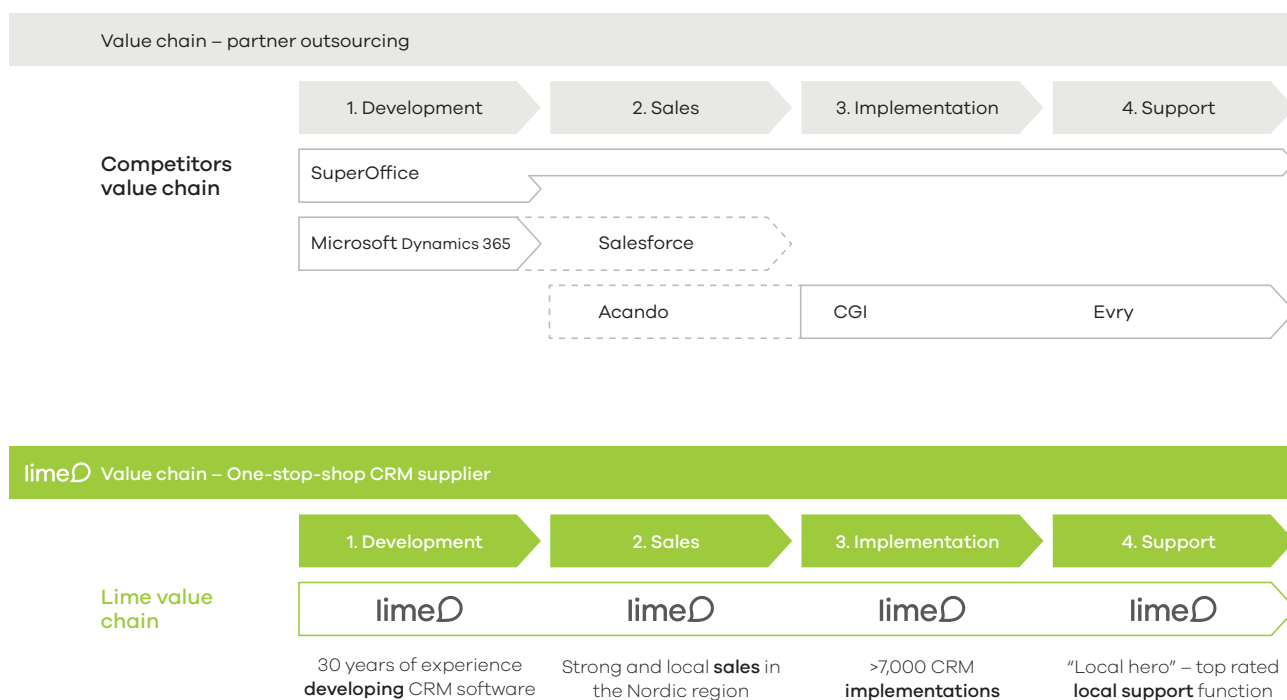 Value chain – partner outsourcing
1. Development
2. Sales
3. Implementation
4. Support
Competitors
value chain
SuperOffice
Microsoft Dynamics 365
Salesforce
Acando
CGI
Evry
lime Value chain – One-stop-shop CRM supplier
1. Development
2. Sales
3. Implementation
4. Support
Lime value
chain
lime
lime
lime
lime
30 years of experience
developing CRM software
Strong and local sales in
the Nordic region
>7,000 CRM
implementations
“Local hero” – top rated
local support function